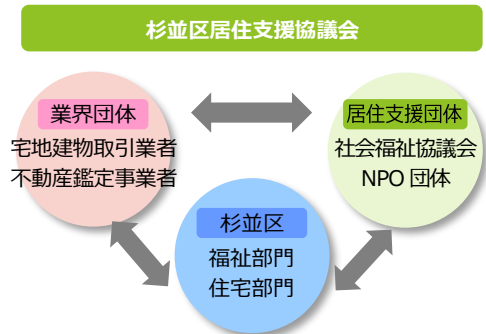 杉並区居住支援協議会
業界団体
宅地建物取引業者
不動産鑑定事業者
居住支援団体
社会福祉協議会
NPO 団体
杉並区
福祉部門
住宅部門